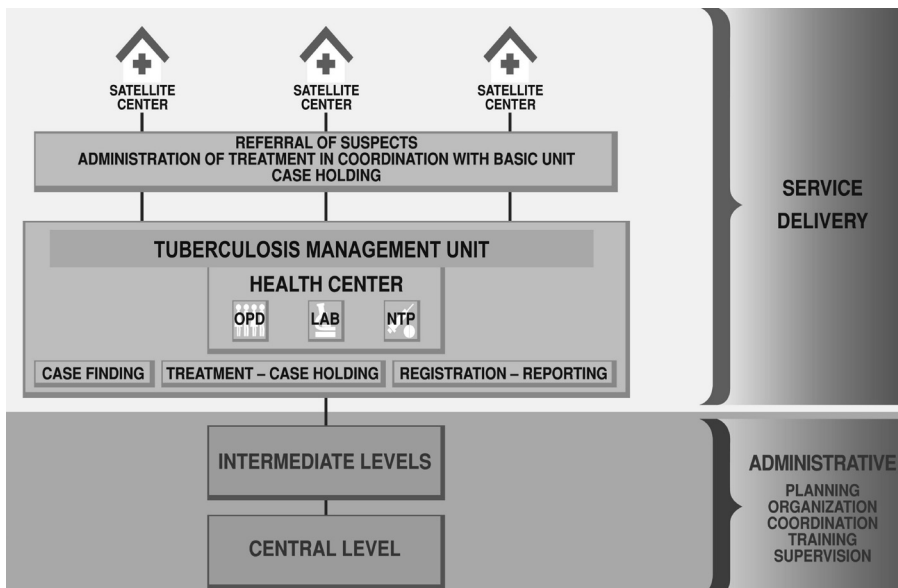 SATELLITE
CENTER
SATELLITE
CENTER
SATELLITE
CENTER
REFERRAL OF SUSPECTS
ADMINISTRATION OF TREATMENT IN COORDINATION WITH BASIC UNIT
CASE HOLDING
TUBERCULOSIS MANAGEMENT UNIT
HEALTH CENTER
OPD
LAB
NTP
CASE FINDING
TREATMENT – CASE HOLDING
REGISTRATION – REPORTING
SERVICE
DELIVERY
INTERMEDIATE LEVELS
CENTRAL LEVEL
ADMINISTRATIVE
PLANNING
ORGANIZATION
COORDINATION
TRAINING
SUPERVISION